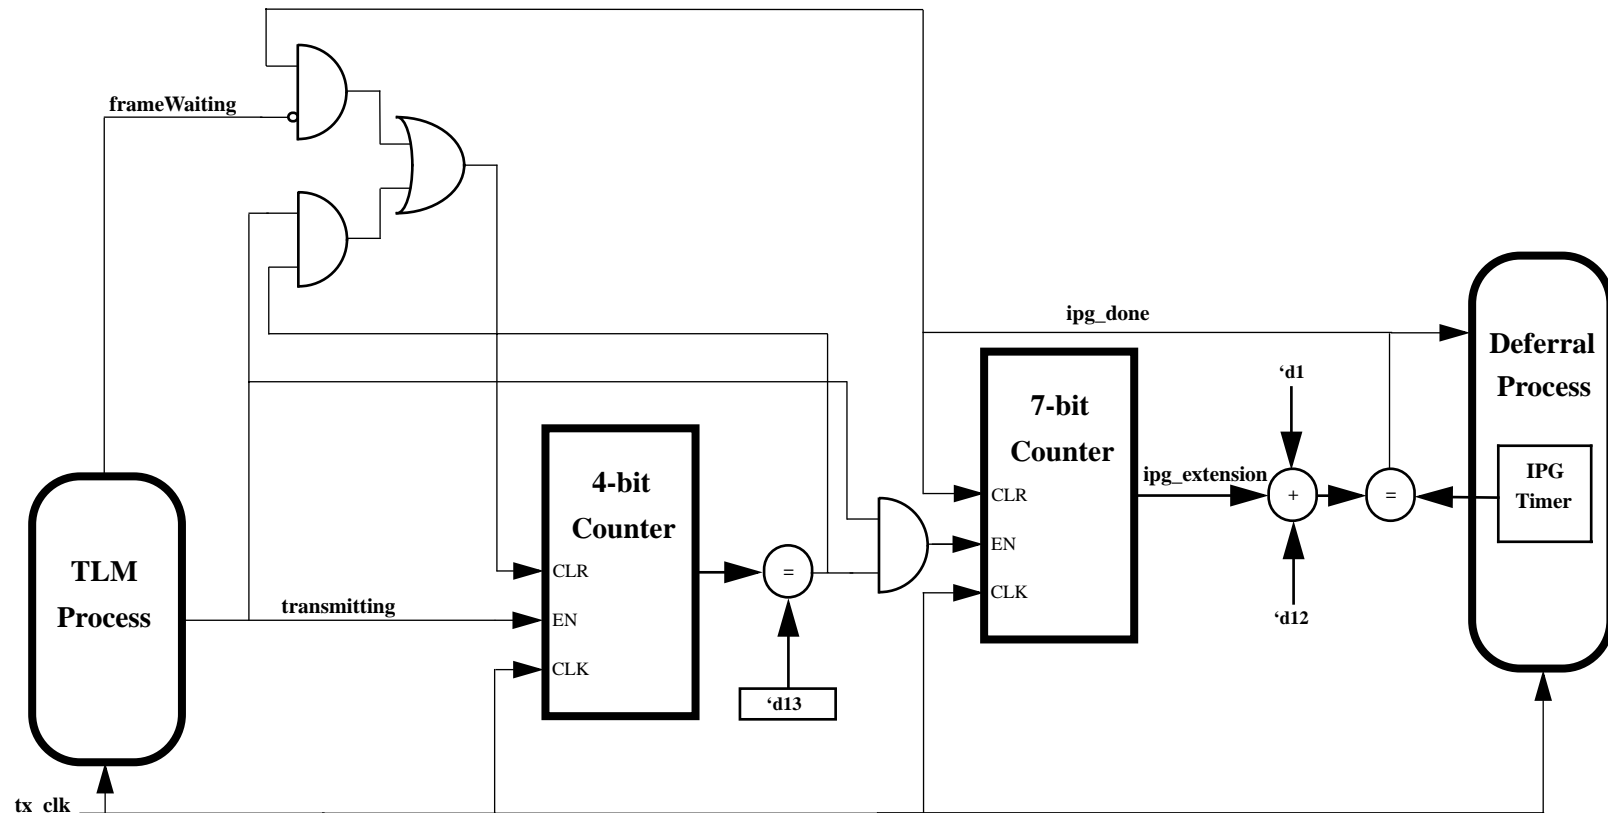 frameWaiting
ipg_done
Deferral
Process
‘d1
7-bit
Counter
IPG
Timer
ipg_extension
4-bit
Counter
CLR
+
=
EN
‘d12
TLM
Process
CLR
=
CLK
transmitting
EN
CLK
‘d13
tx_clk